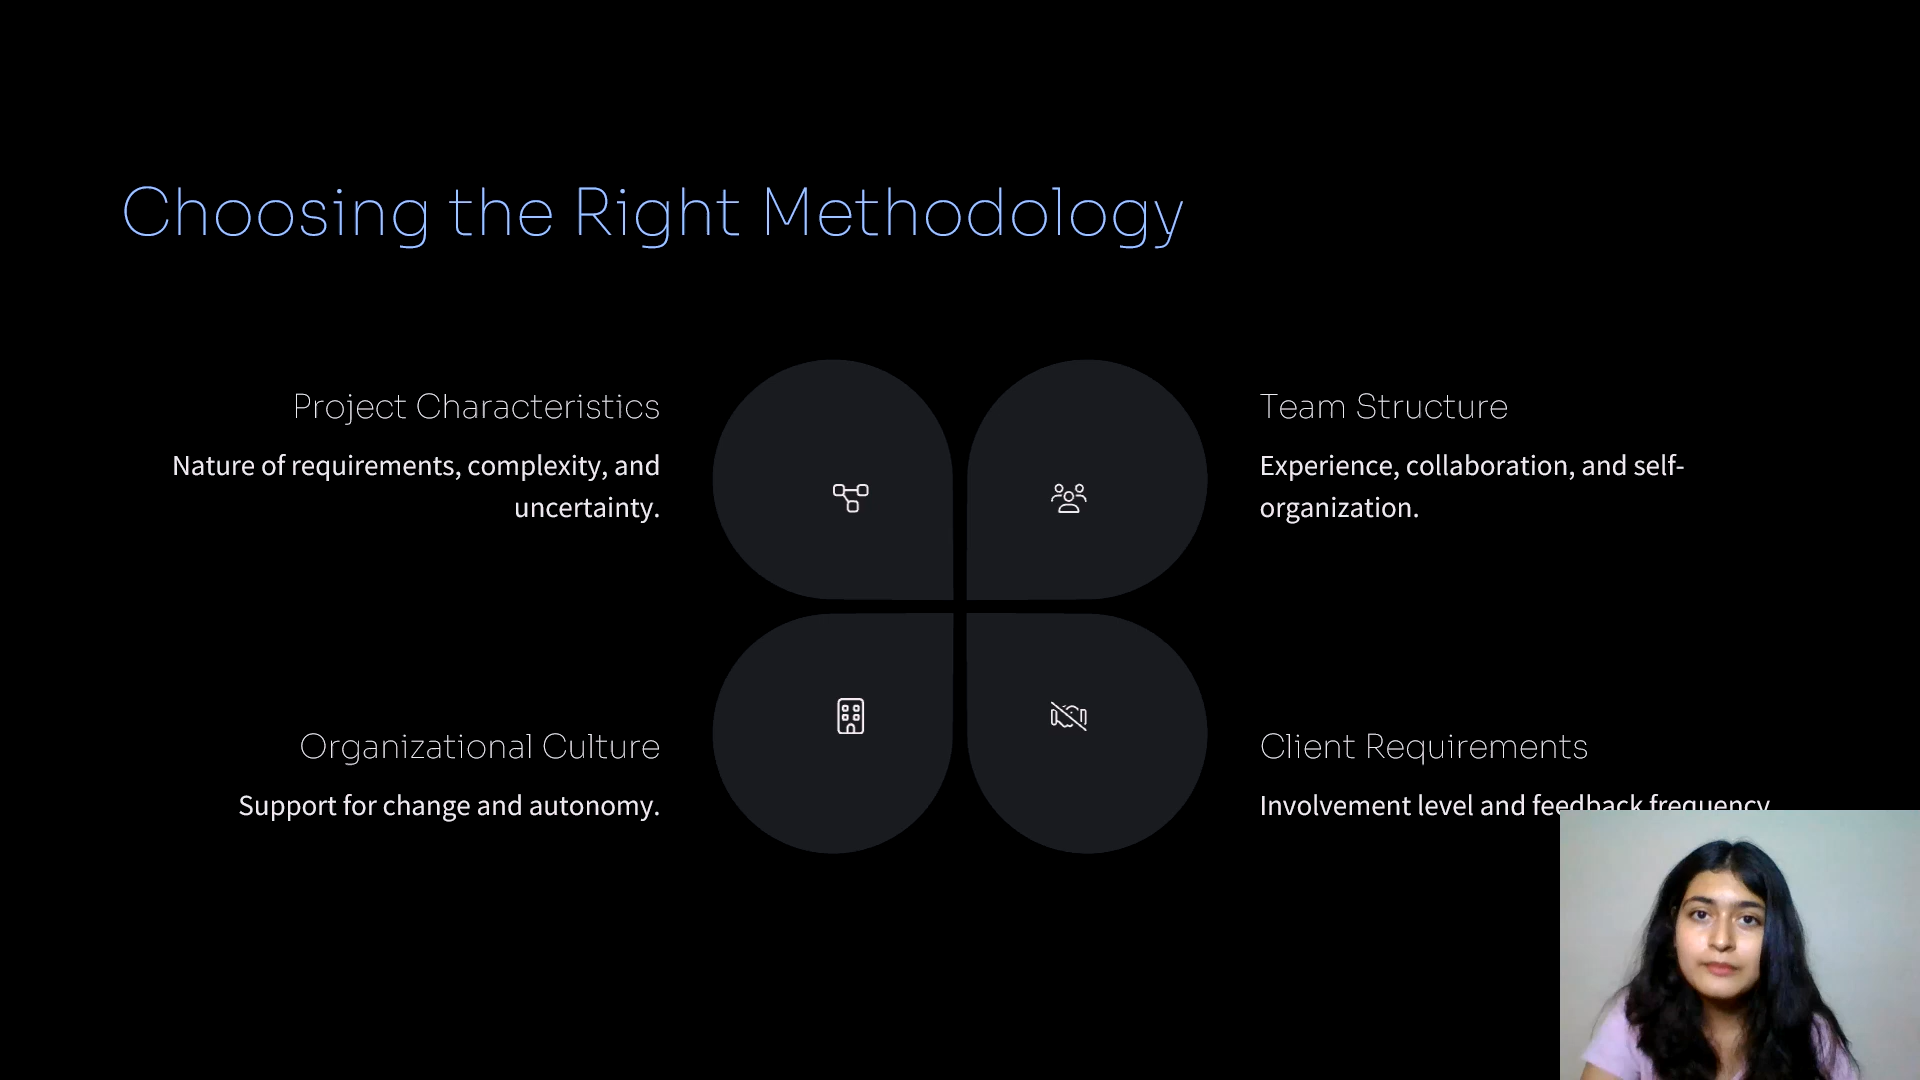 Choosing the Right Methodology
Project Characteristics
Nature of requirements, complexity, and
uncertainty.
Team Structure
Experience, collaboration, and self-
organization.
Organizational Culture
Support for change and autonomy.
Client Requirements
Involvement level and feedback frequency